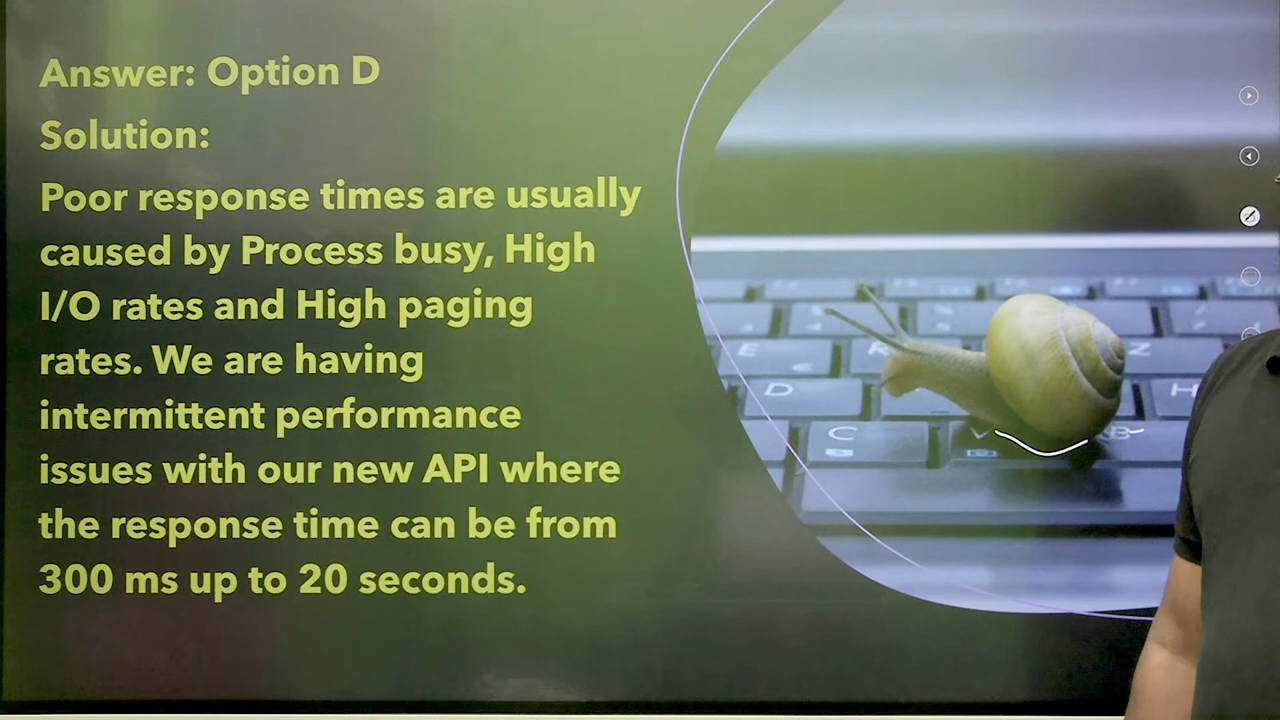 Answer: Option D
Solution:
Poor response times are usually
caused by Process busy, High
I/O rates and High paging
rates. We are having
intermittent performance
issues with our new API where
the response time can be from
300 ms up to 20 seconds.
E
R
Z
D
H
C
V
B